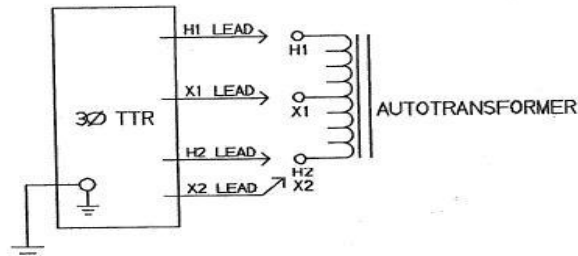 H1 LEAD
H1
X1 LEAD
X1
3Ø TTR
AUTOTRANSFORMER
H2 LEAD
H2
X2 LEAD
X2